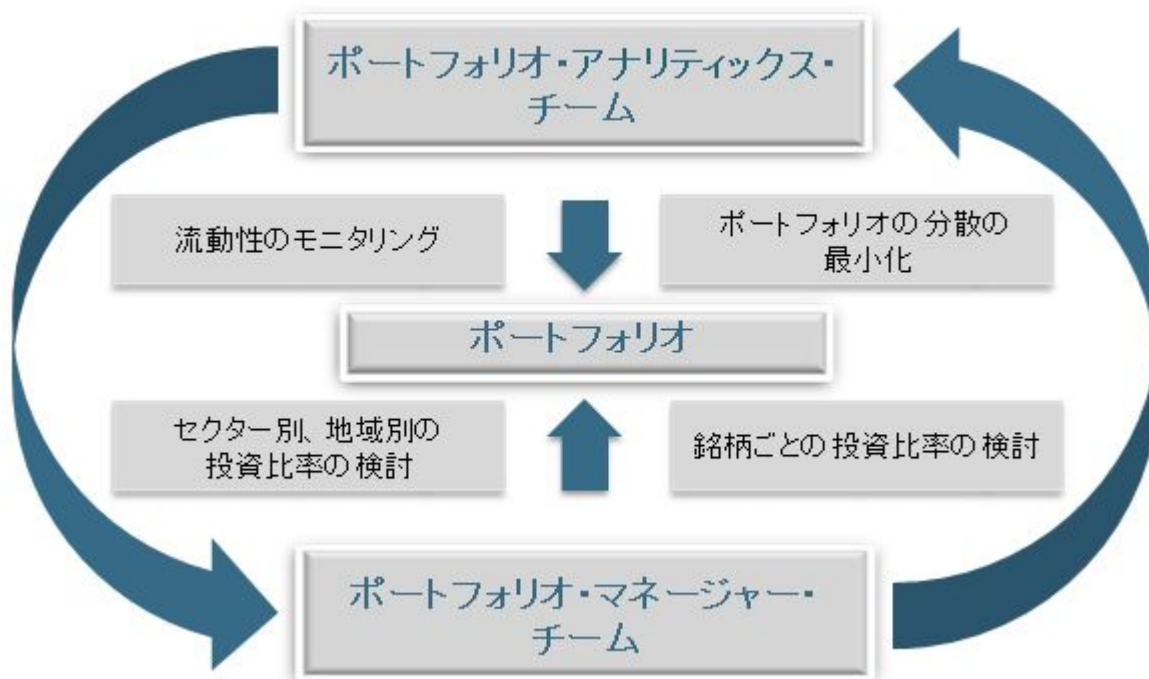 ポートフォリオ・アナリティックス・
チーム
流動性のモニタリング
ポートフォリオの分散の
最小化
ポートフォリオ
セクター別、地域別の
投資比率の検討
銘柄ごとの投資比率の検討
ポートフォリオ・マネージャー・
チーム